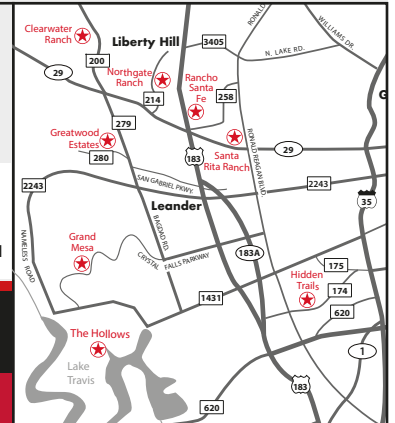 Clearwater
Ranch
Liberty Hill
RONALD
WILLIAMS DR.
3405
N. LAKE RD.
200
29
Northgate
Ranch
214
Rancho
Santa
Fe
258
G
279
Greatwood
Estates
280
183
Santa
Rita Ranch
RONALD REAGAN BLVD.
29
2243
SAN GABRIEL PKWY.
2243
35
Leander
NAMELESS ROAD
BAGDAD RD.
Grand
Mesa
CRYSTAL FALLS PARKWAY
183A
175
Hidden
Trails
174
1431
620
The Hollows
1
Lake
Travis
183
620